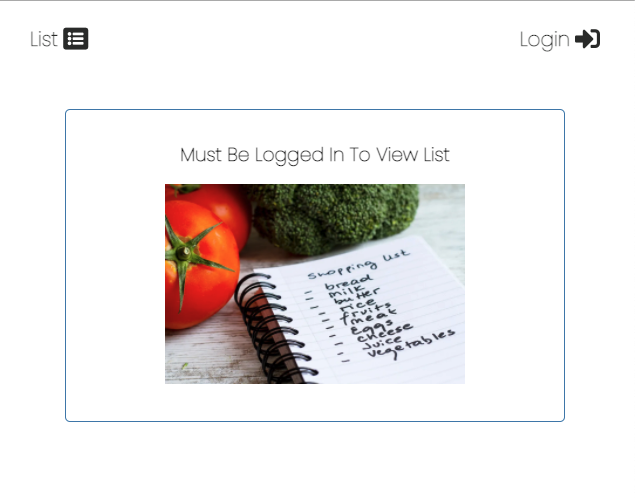 List
Login
Must Be Logged In To View List
Shopping List
- bread
- milk
- butter
- rice
- fruits
- meat
- Eggs
- cheese
- Juice
- vegetables